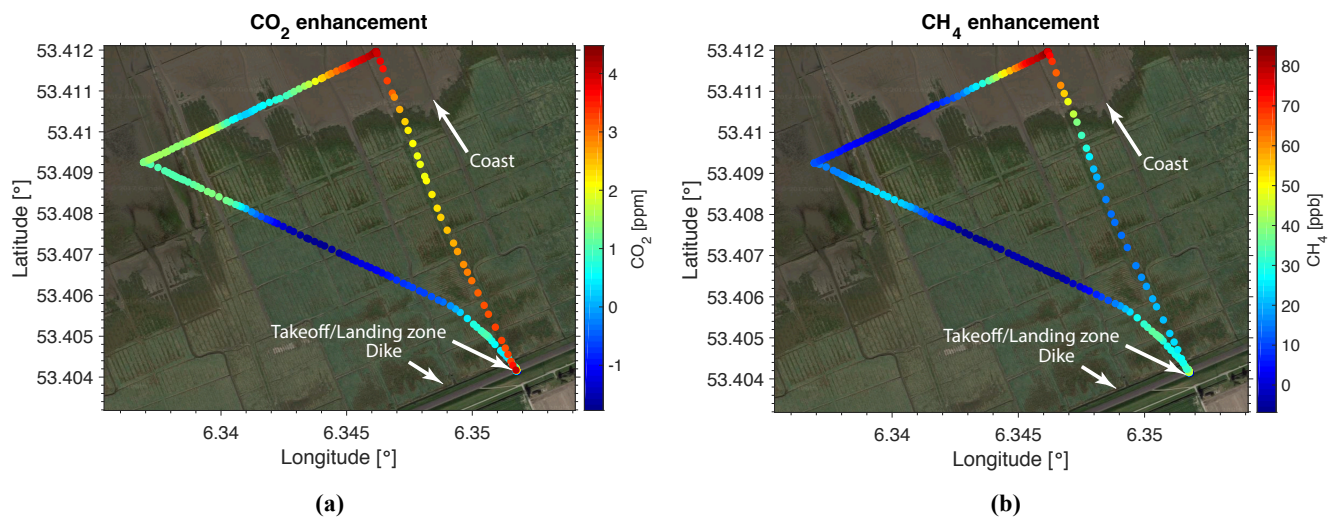 CO2 enhancement
53.412
53.411
53.41
53.409
53.408
53.407
53.406
53.405
53.404
Latitude [°]
6.34
6.345
6.35
Longitude [°]
Coast
Takeoff/Landing zone
Dike
4
3
2
1
0
-1
CO2 [ppm]
(a)
CH4 enhancement
53.412
53.411
53.41
53.409
53.408
53.407
53.406
53.405
53.404
Latitude [°]
6.34
6.345
6.35
Longitude [°]
Coast
Takeoff/Landing zone
Dike
80
70
60
50
40
30
20
10
0
CH4 [ppb]
(b)